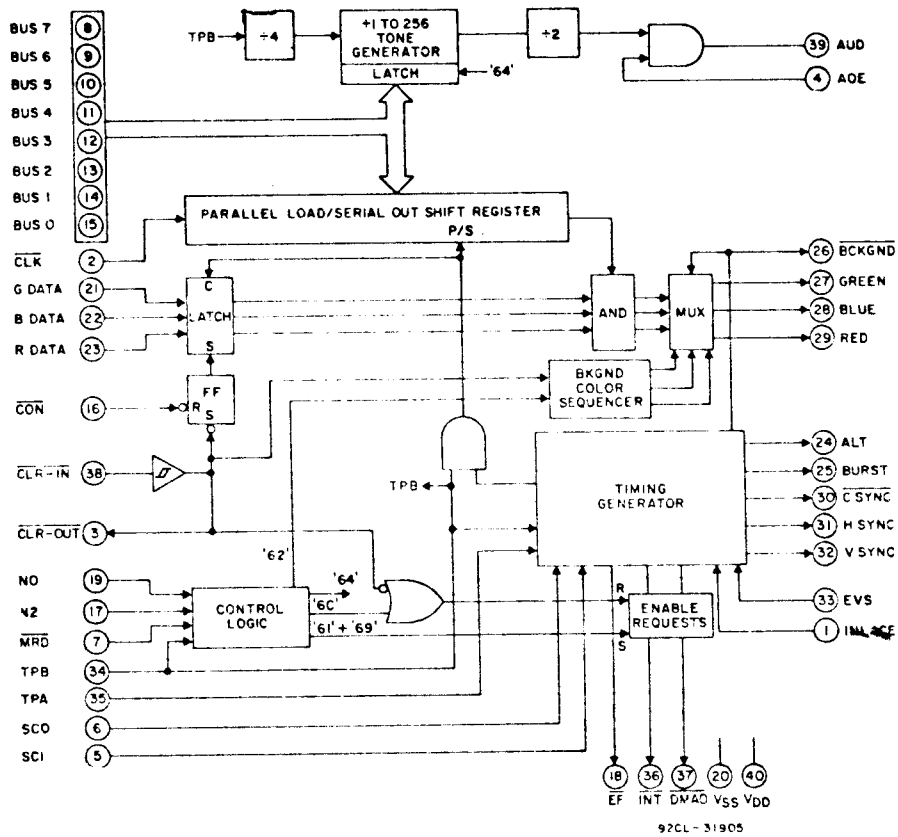 BUS 7 8
BUS 6 9
BUS 5 10
BUS 4 11
BUS 3 12
BUS 2 13
BUS 1 14
BUS 0 15
CLK 2
G DATA 21
B DATA 22
R DATA 23
CON 16
CLR-IN 38
CLR-OUT 3
N0 19
N2 17
MRD 7
TPB 34
TPA 35
SC0 6
SC1 5
TPB
÷4
÷1 TO 256
TONE
GENERATOR
LATCH
'64'
÷2
39 AUD
4 AOE
PARALLEL LOAD/SERIAL OUT SHIFT REGISTER
P/S
C
LATCH
S
FF
R
S
AND
MUX
BKGND
COLOR
SEQUENCER
26 BCKGND
27 GREEN
28 BLUE
29 RED
TPB
TIMING
GENERATOR
24 ALT
25 BURST
30 C SYNC
31 H SYNC
32 V SYNC
33 EVS
1
'62'
'64'
'6C'
'61' + '69'
CONTROL
LOGIC
R
ENABLE
REQUESTS
S
18 36 37 20 40
EF INT DMAO VSS VDD
92CL-31905